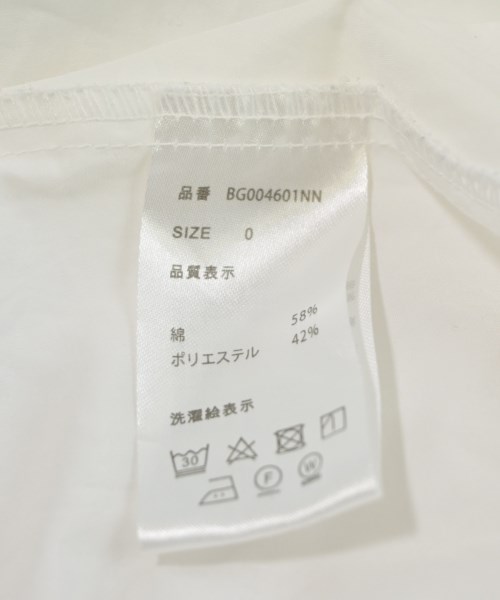 品番 BG004601NN
SIZE 0
品質表示
綿 58%
ポリエステル 42%
洗濯絵表示
30
F W